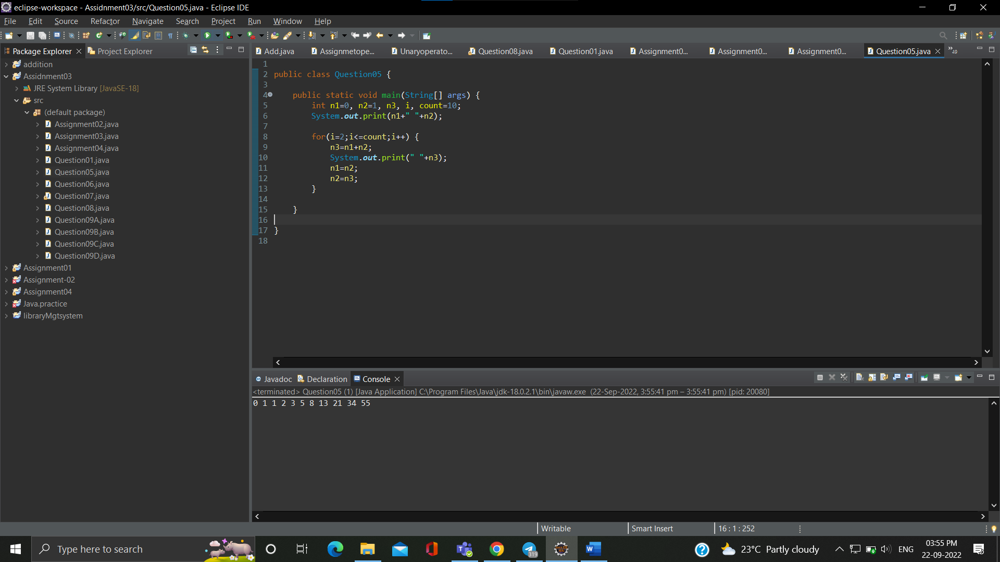 eclipse-workspace - Assidnment03/src/Question05.java - Eclipse IDE
File Edit Source Refactor Navigate Search Project Run Window Help
Package Explorer Project Explorer
addition
Assidnment03
JRE System Library [JavaSE-18]
src
(default package)
Assignment02.java
Assignment03.java
Assignment04.java
Question01.java
Question05.java
Question06.java
Question07.java
Question08.java
Question09A.java
Question09B.java
Question09C.java
Question09D.java
Assignment01
Assignment-02
Assignment04
Java.practice
libraryMgtsystem
Add.java Assignmetope... Unaryoperato... Question08.java Question01.java Assignment0... Assignment0... Assignment0... Question05.java »49
1
2 public class Question05 {
3
4 public static void main(String[] args) {
5 int n1=0, n2=1, n3, i, count=10;
6 System.out.print(n1+" "+n2);
7
8 for(i=2;i<=count;i++) {
9 n3=n1+n2;
10 System.out.print(" "+n3);
11 n1=n2;
12 n2=n3;
13 }
14
15 }
16
17 }
18
Javadoc Declaration Console
<terminated> Question05 (1) [Java Application] C:\Program Files\Java\jdk-18.0.2.1\bin\javaw.exe (22-Sep-2022, 3:55:41 pm – 3:55:41 pm) [pid: 20080]
0 1 1 2 3 5 8 13 21 34 55
Writable Smart Insert 16 : 1 : 252
Type here to search 319 23°C Partly cloudy ENG 03:55 PM
22-09-2022